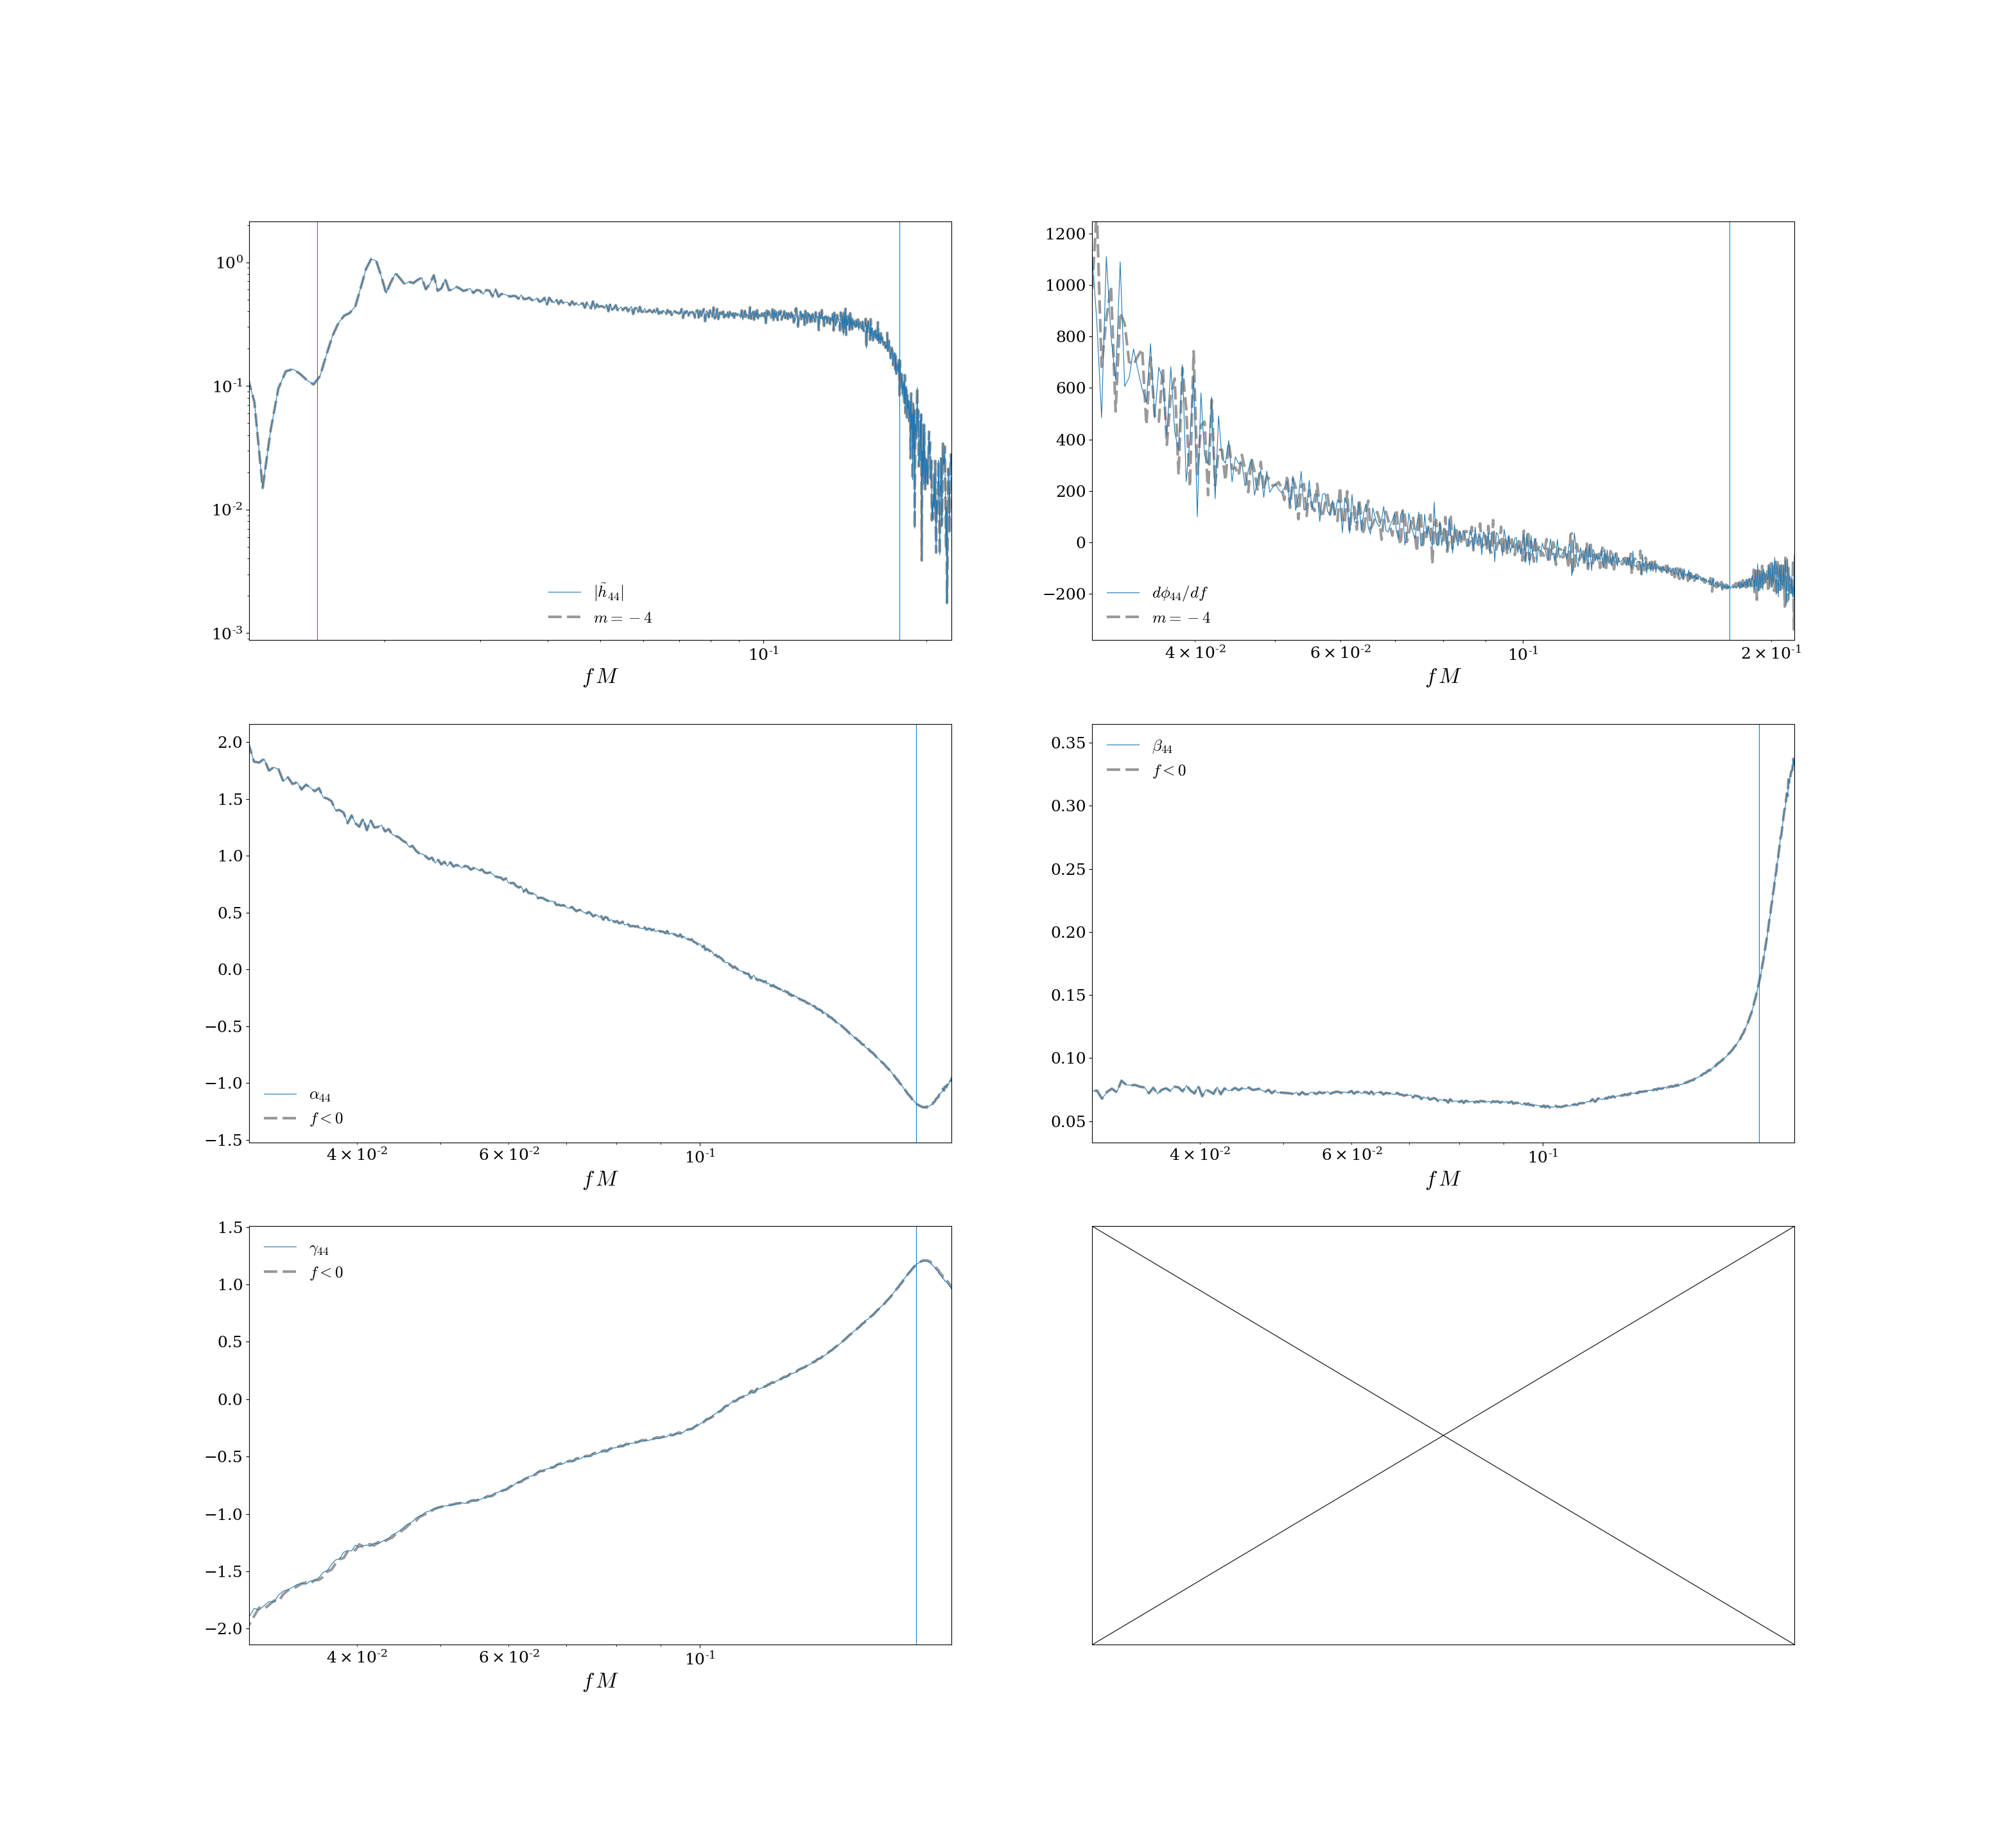 10⁰
10⁻¹
10⁻²
10⁻³
|h̃₄₄|
m = −4
10⁻¹
fM
1200
1000
800
600
400
200
0
−200
dϕ₄₄/df
m = −4
4 × 10⁻² 6 × 10⁻² 10⁻¹ 2 × 10⁻¹
fM
2.0
1.5
1.0
0.5
0.0
−0.5
−1.0
−1.5
α₄₄
f < 0
4 × 10⁻² 6 × 10⁻² 10⁻¹
fM
β₄₄
f < 0
0.35
0.30
0.25
0.20
0.15
0.10
0.05
4 × 10⁻² 6 × 10⁻² 10⁻¹
fM
γ₄₄
f < 0
1.5
1.0
0.5
0.0
−0.5
−1.0
−1.5
−2.0
4 × 10⁻² 6 × 10⁻² 10⁻¹
fM